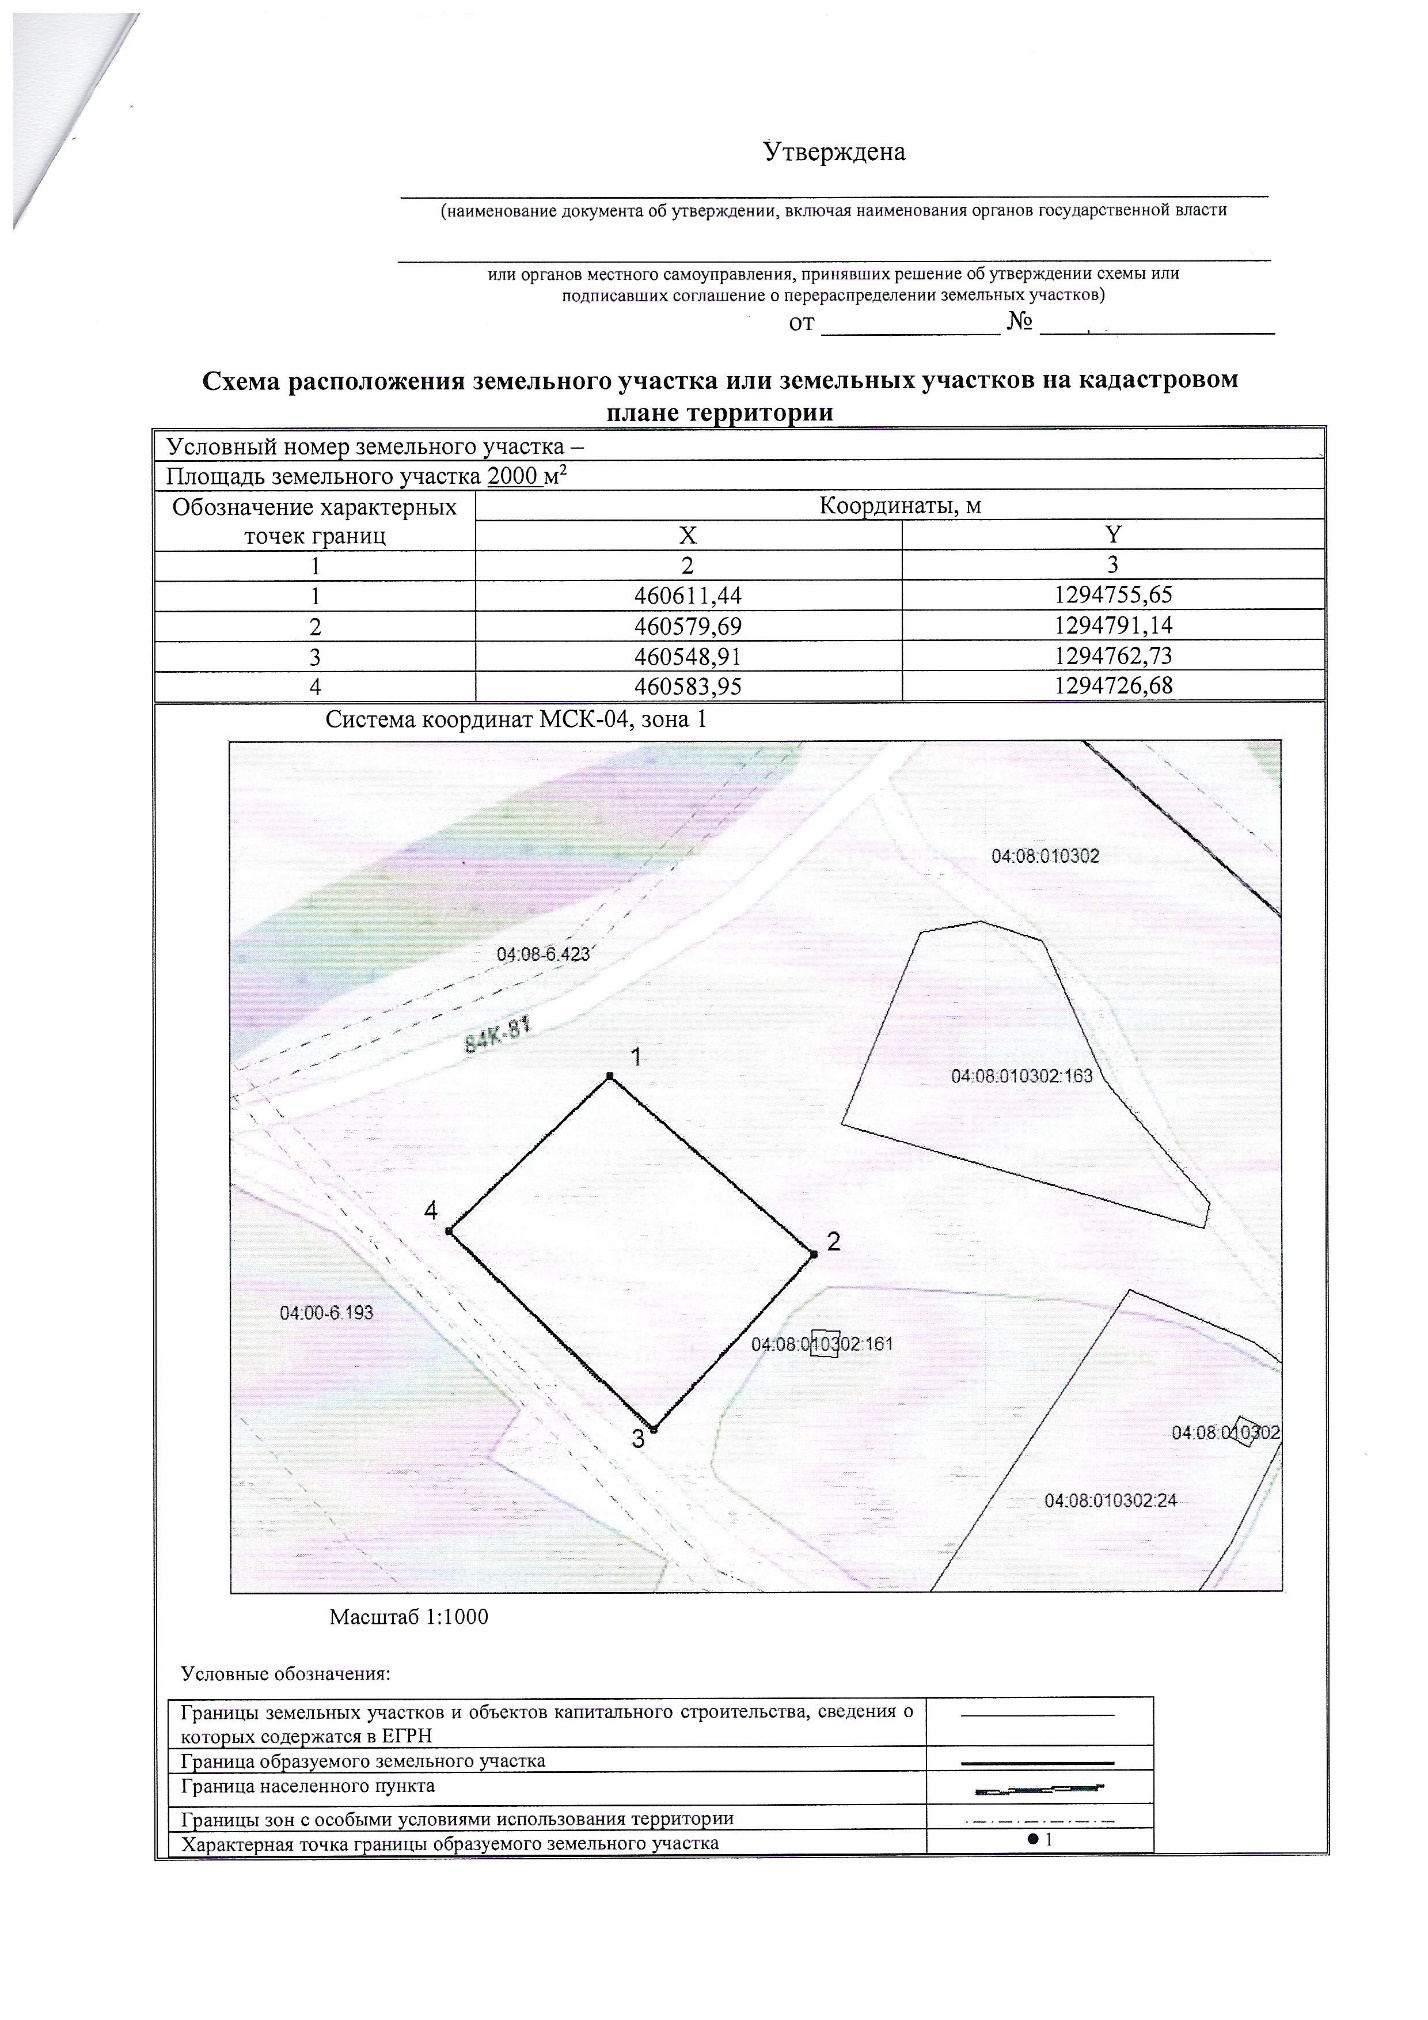 Утверждена
(наименование документа об утверждении, включая наименования органов государственной власти
или органов местного самоуправления, принявших решение об утверждении схемы или
подписавших соглашение о перераспределении земельных участков)
от ______________ № __________________
Схема расположения земельного участка или земельных участков на кадастровом
плане территории
Условный номер земельного участка –
Площадь земельного участка 2000 м²
Обозначение характерных точек границ
Координаты, м
X Y
1 2 3
1 460611,44 1294755,65
2 460579,69 1294791,14
3 460548,91 1294762,73
4 460583,95 1294726,68
Система координат МСК-04, зона 1
04:08:010302
04:08-6.423
84К-81
1
04:08:010302:163
4
2
04:00-6.193
04:08:010302:161
3
04:08:010302
04:08:010302:24
Масштаб 1:1000
Условные обозначения:
Границы земельных участков и объектов капитального строительства, сведения о
которых содержатся в ЕГРН
Граница образуемого земельного участка
Граница населенного пункта
Границы зон с особыми условиями использования территории
Характерная точка границы образуемого земельного участка
● 1